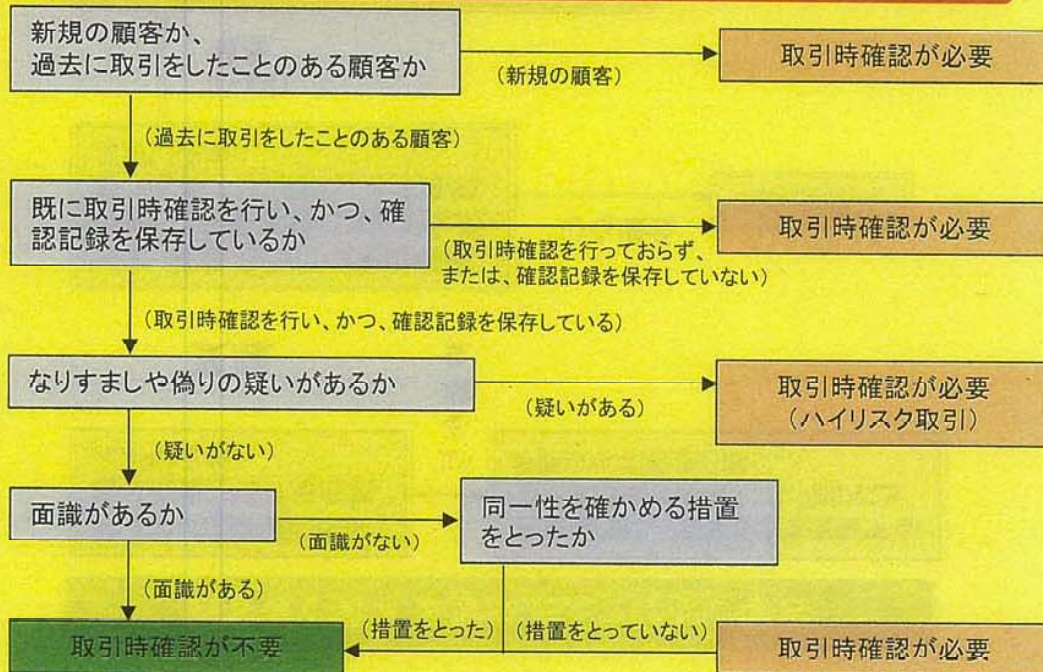 新規の顧客か、
過去に取引をしたことのある顧客か
(新規の顧客)
取引時確認が必要
(過去に取引をしたことのある顧客)
既に取引時確認を行い、かつ、確
認記録を保存しているか
(取引時確認を行っておらず、
または、確認記録を保存していない)
取引時確認が必要
(取引時確認を行い、かつ、確認記録を保存している)
なりすましや偽りの疑いがあるか
(疑いがある)
取引時確認が必要
(ハイリスク取引)
(疑いがない)
面識があるか
(面識がない)
同一性を確かめる措置
をとったか
(面識がある)
取引時確認が不要
(措置をとった)
(措置をとっていない)
取引時確認が必要